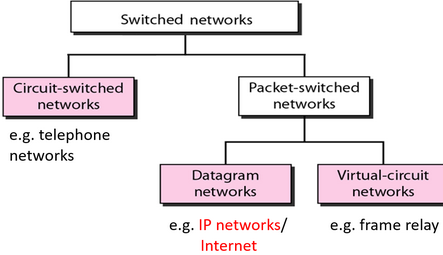 Switched networks
Circuit-switched
networks
Packet-switched
networks
e.g. telephone
networks
Datagram
networks
Virtual-circuit
networks
e.g. IP networks/
Internet
e.g. frame relay